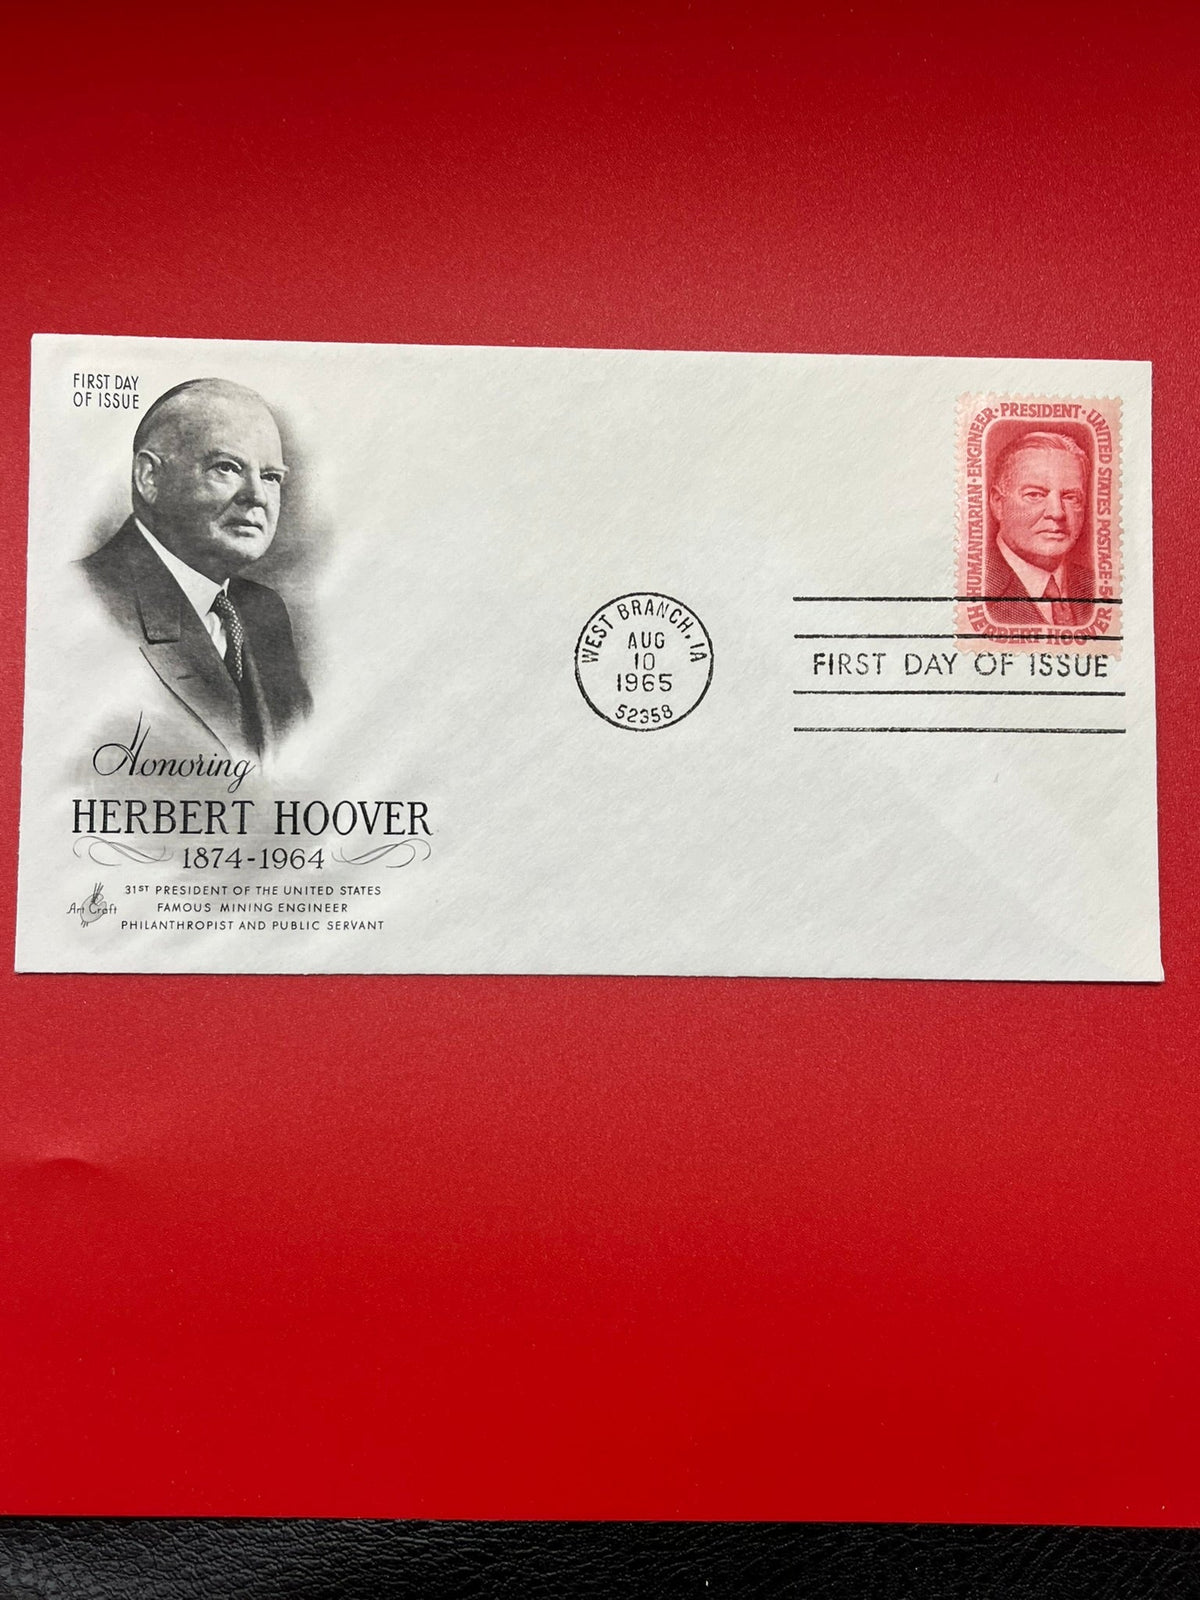 FIRST DAY
OF ISSUE
Honoring
HERBERT HOOVER
1874-1964
31ST PRESIDENT OF THE UNITED STATES
FAMOUS MINING ENGINEER
PHILANTHROPIST AND PUBLIC SERVANT
Art Craft
WEST BRANCH, IA
AUG
10
1965
52358
HUMANITARIAN·ENGINEER·PRESIDENT·UNITED STATES POSTAGE·5¢
HERBERT HOOVER
FIRST DAY OF ISSUE